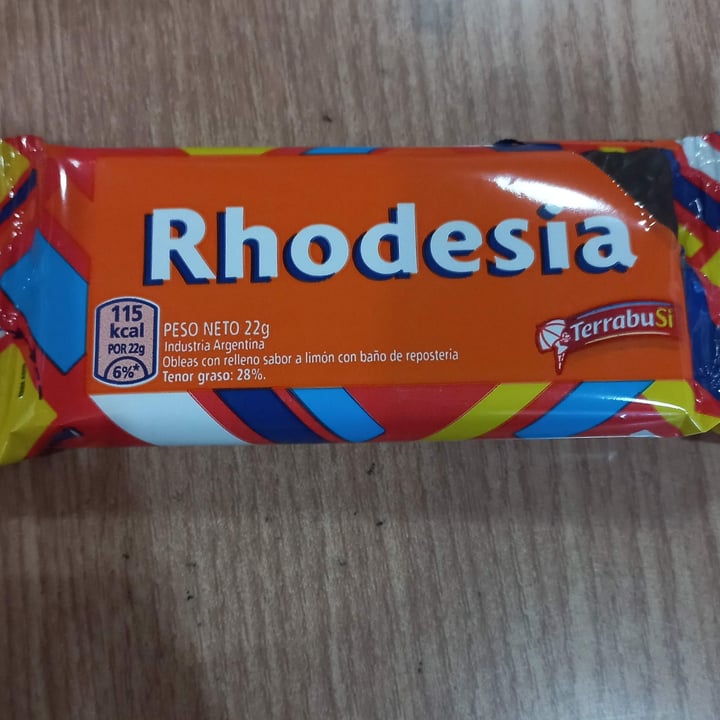 Rhodesia
115
kcal
POR 22g
6%*
PESO NETO 22g
Industria Argentina
Obleas con relleno sabor a limón con baño de repostería
Tenor graso: 28%.
TerrabuSi